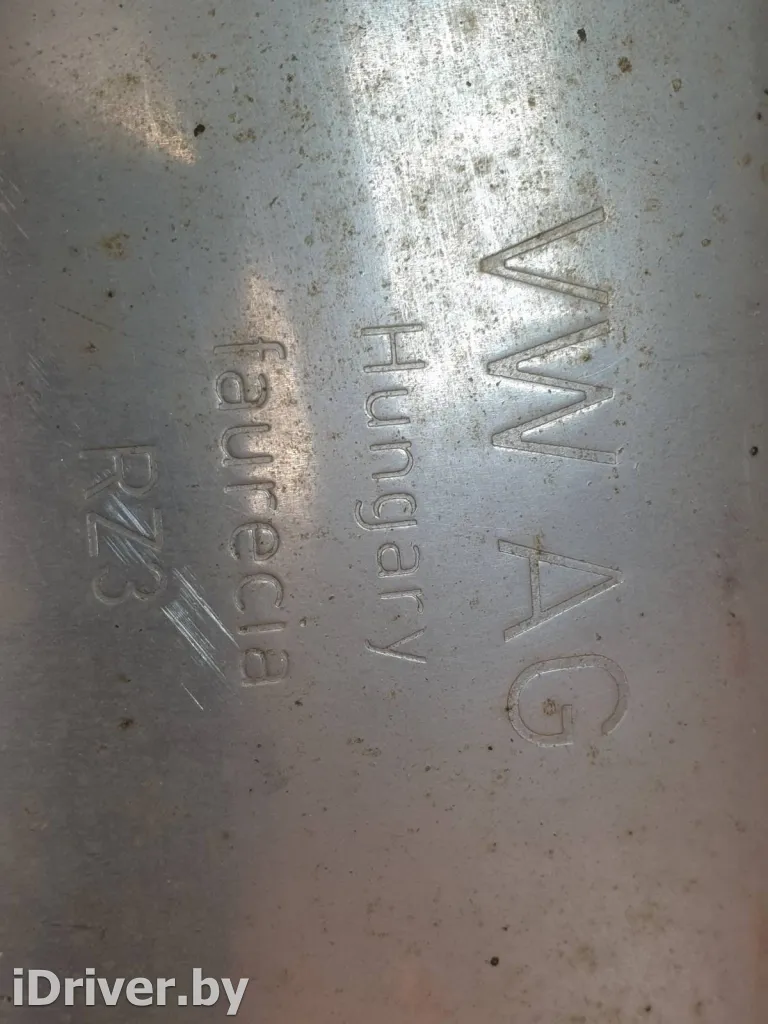 VW AG
Hungary
faurecia
RZ3
iDriver.by